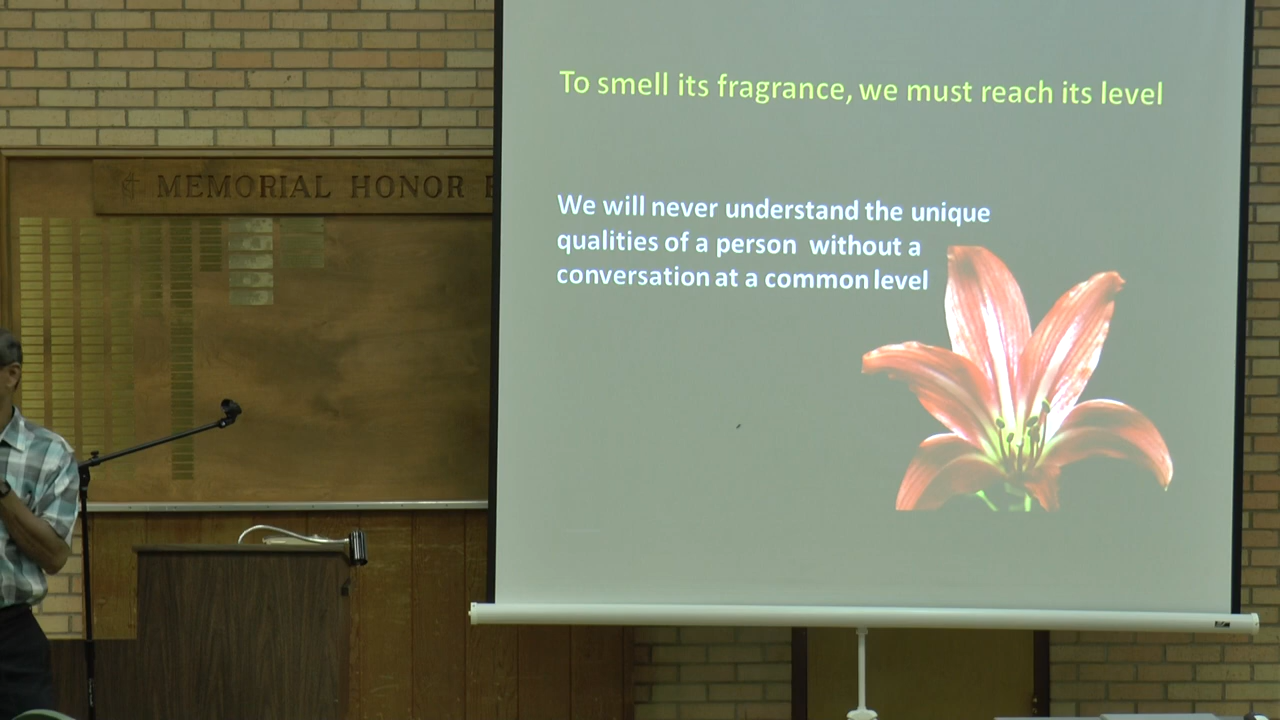 To smell its fragrance, we must reach its level
We will never understand the unique
qualities of a person without a
conversation at a common level
MEMORIAL HONOR